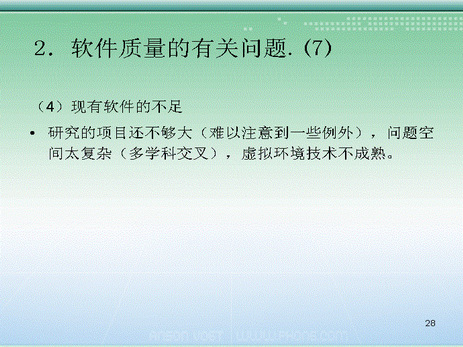 2．软件质量的有关问题.（7）
（4）现有软件的不足
• 研究的项目还不够大（难以注意到一些例外），问题空
间太复杂（多学科交叉），虚拟环境技术不成熟。
28